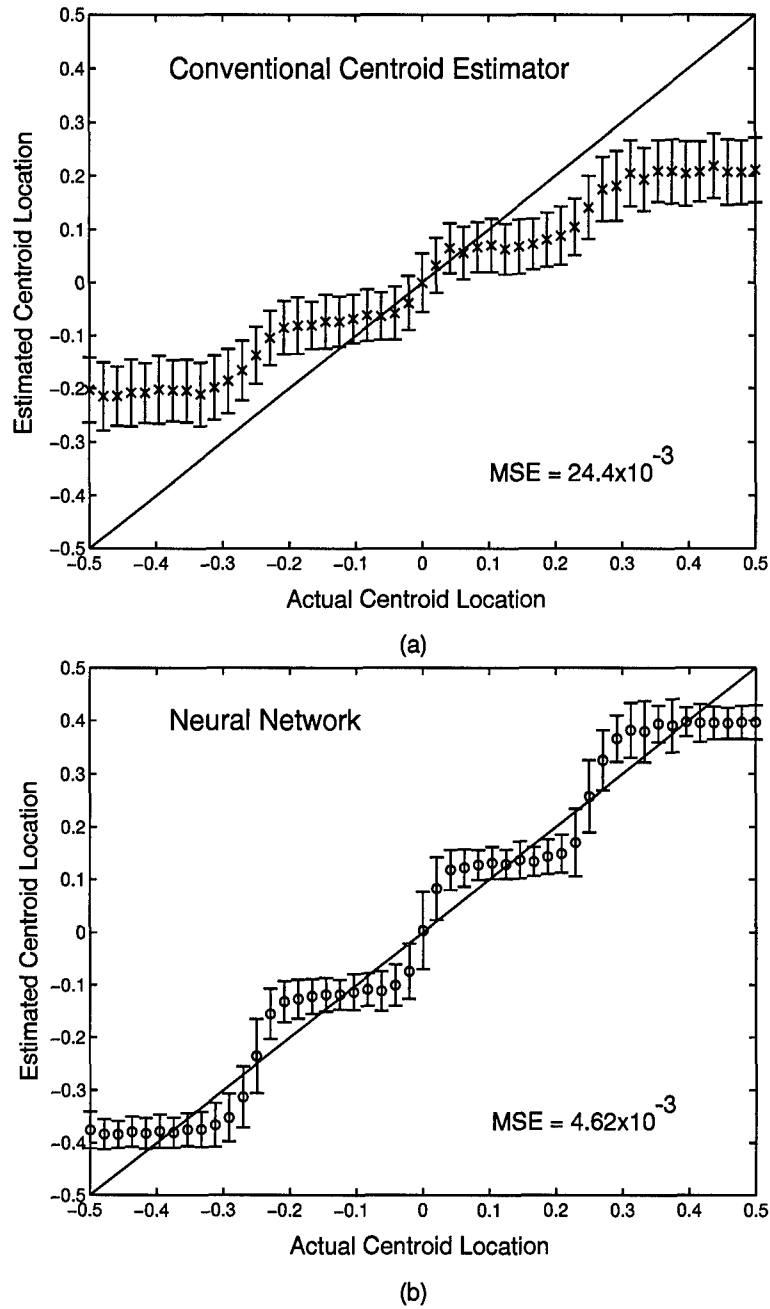 0.5
0.4
0.3
0.2
0.1
0
-0.1
-0.2
-0.3
-0.4
-0.5
Estimated Centroid Location
Conventional Centroid Estimator
MSE = 24.4x10^-3
-0.5 -0.4 -0.3 -0.2 -0.1 0 0.1 0.2 0.3 0.4 0.5
Actual Centroid Location
(a)
0.5
0.4
0.3
0.2
0.1
0
-0.1
-0.2
-0.3
-0.4
-0.5
Estimated Centroid Location
Neural Network
MSE = 4.62x10^-3
-0.5 -0.4 -0.3 -0.2 -0.1 0 0.1 0.2 0.3 0.4 0.5
Actual Centroid Location
(b)